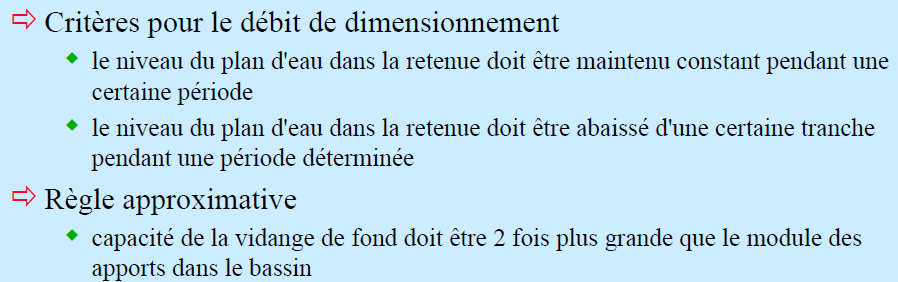 Critères pour le débit de dimensionnement
le niveau du plan d'eau dans la retenue doit être maintenu constant pendant une
certaine période
le niveau du plan d'eau dans la retenue doit être abaissé d'une certaine tranche
pendant une période déterminée
Règle approximative
capacité de la vidange de fond doit être 2 fois plus grande que le module des
apports dans le bassin